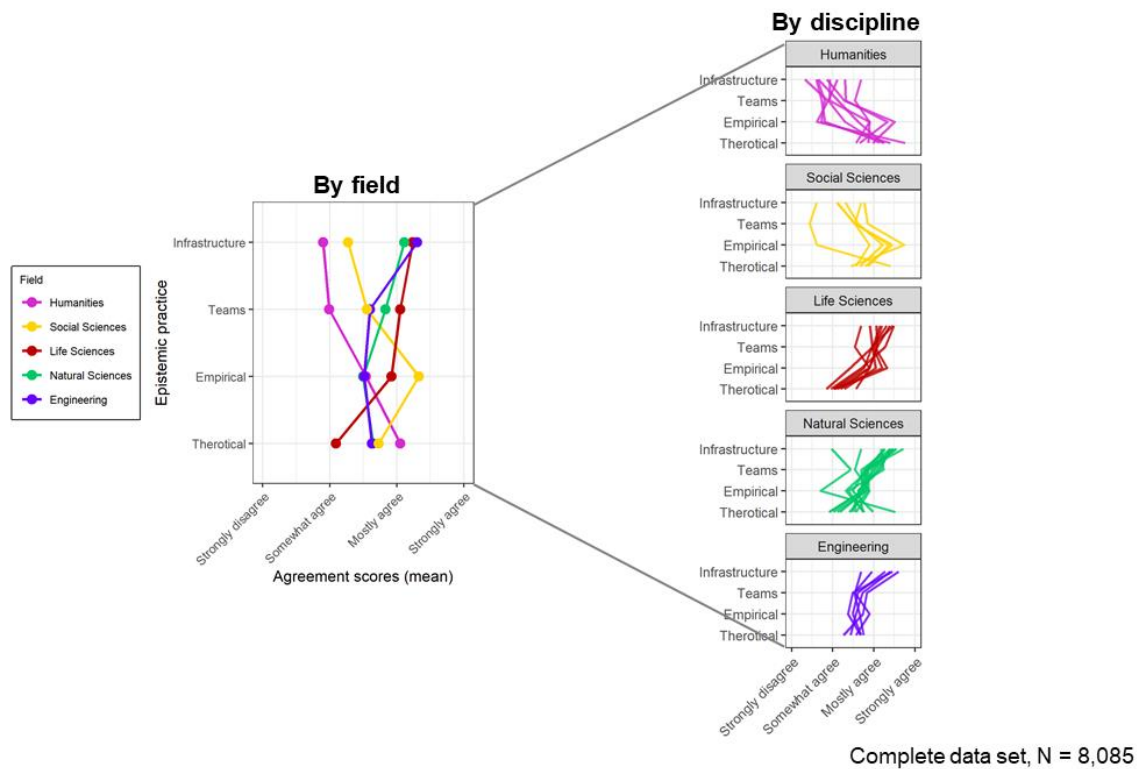 By discipline
Humanities
Infrastructure
Teams
Empirical
Therotical
Social Sciences
Infrastructure
Teams
Empirical
Therotical
Life Sciences
Infrastructure
Teams
Empirical
Therotical
Natural Sciences
Infrastructure
Teams
Empirical
Therotical
Engineering
Infrastructure
Teams
Empirical
Therotical
Strongly disagree
Somewhat agree
Mostly agree
Strongly agree
By field
Infrastructure
Teams
Empirical
Therotical
Epistemic practice
Strongly disagree
Somewhat agree
Mostly agree
Strongly agree
Agreement scores (mean)
Field
Humanities
Social Sciences
Life Sciences
Natural Sciences
Engineering
Complete data set, N = 8,085